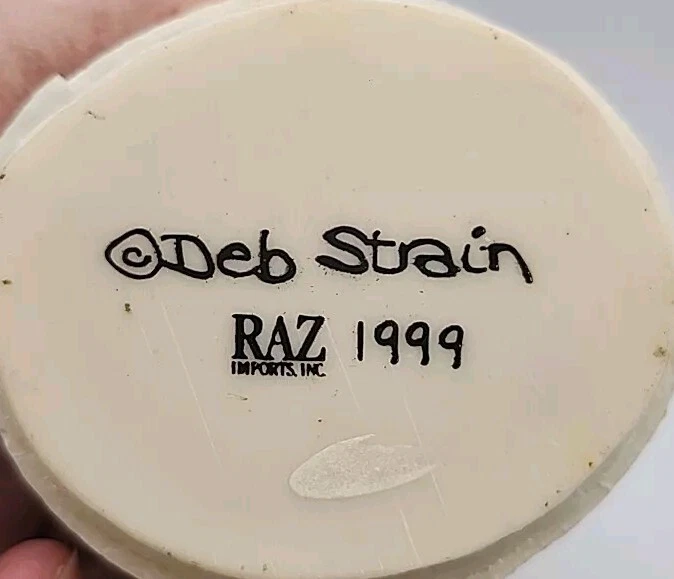 ©Deb Strain
RAZ 1999
IMPORTS, INC.